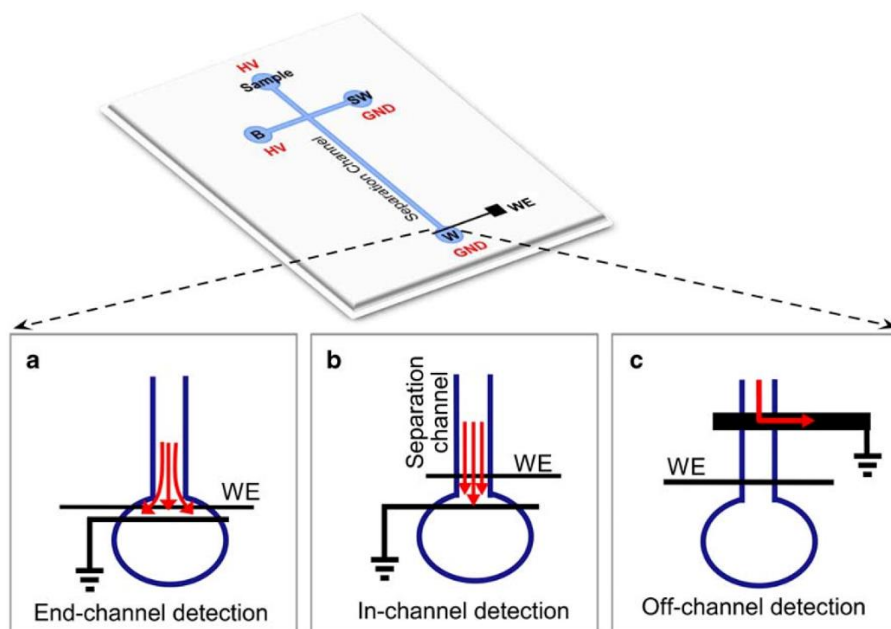 HV
Sample
SW
GND
B
HV
Separation Channel
WE
W
GND
a
WE
End-channel detection
b
Separation
channel
WE
In-channel detection
c
WE
Off-channel detection